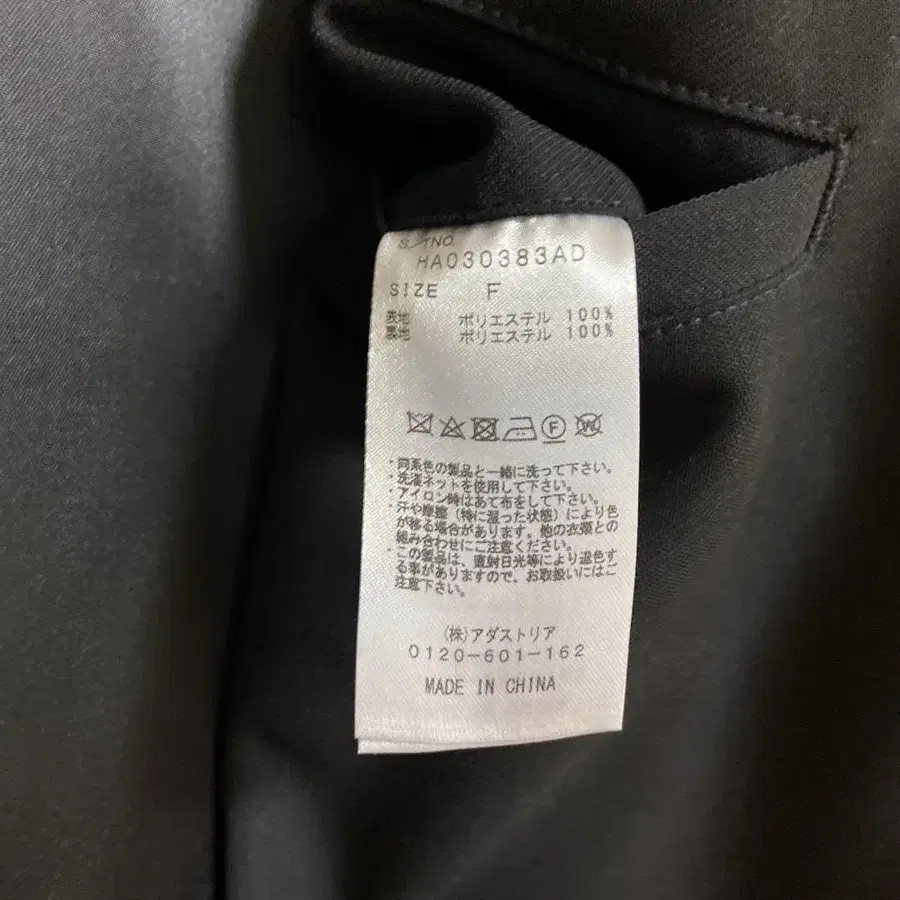 S/TNO.
HA030383AD
SIZE F
表地 ポリエステル 100%
裏地 ポリエステル 100%
F W
・同系色の製品と一緒に洗って下さい。
・洗濯ネットを使用して下さい。
・アイロン時はあて布をして下さい。
・汗や摩擦（特に湿った状態）により色
が移る場合があります。他の衣類との
組み合わせにご注意ください。
・この製品は、直射日光等により退色す
る事がありますので、お取扱いにはご
注意下さい。
(株)アダストリア
0120-601-162
MADE IN CHINA